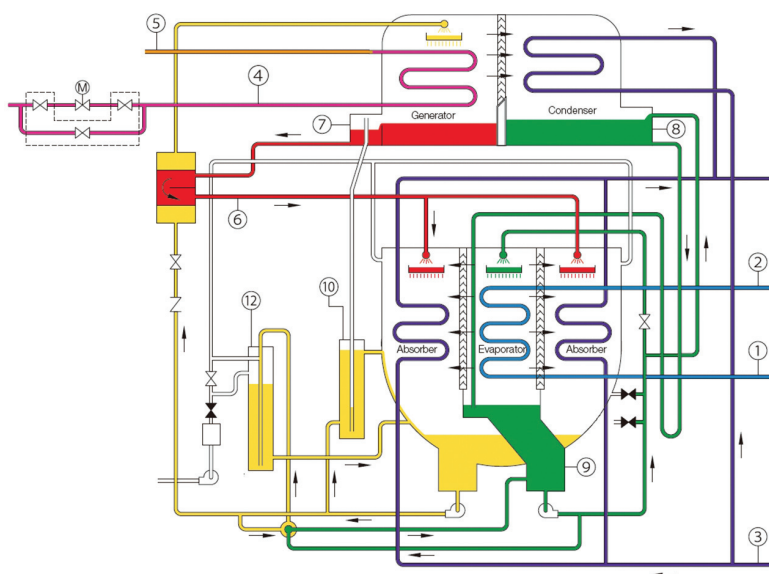 ⑤
M
④
Generator
Condenser
⑦
⑧
⑥
②
⑫
⑩
Absorber
Evaporator
Absorber
①
⑨
③